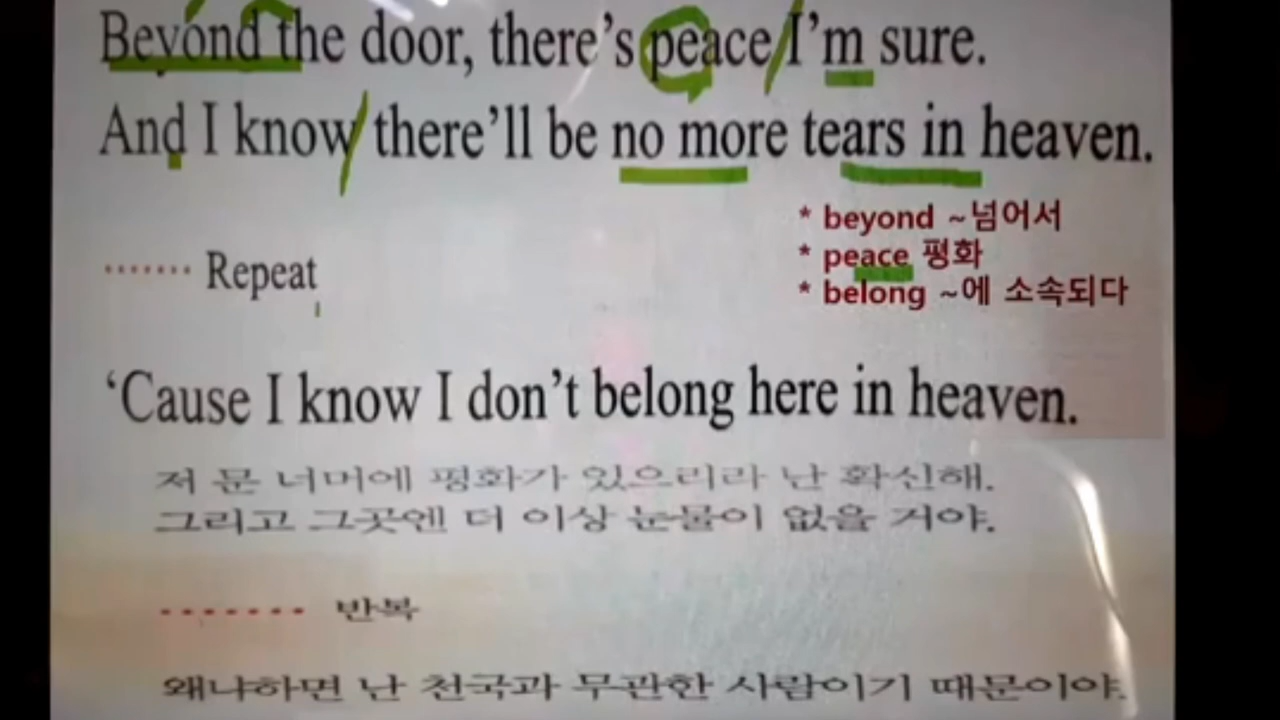 Beyond the door, there's peace I'm sure.
And I know there'll be no more tears in heaven.
* beyond ~넘어서
* peace 평화
* belong ~에 소속되다
....... Repeat
‘Cause I know I don't belong here in heaven.
저 문 너머에 평화가 있으리라 난 확신해.
그리고 그곳엔 더 이상 눈물이 없을 거야.
....... 반복
왜냐하면 난 천국과 무관한 사람이기 때문이야.